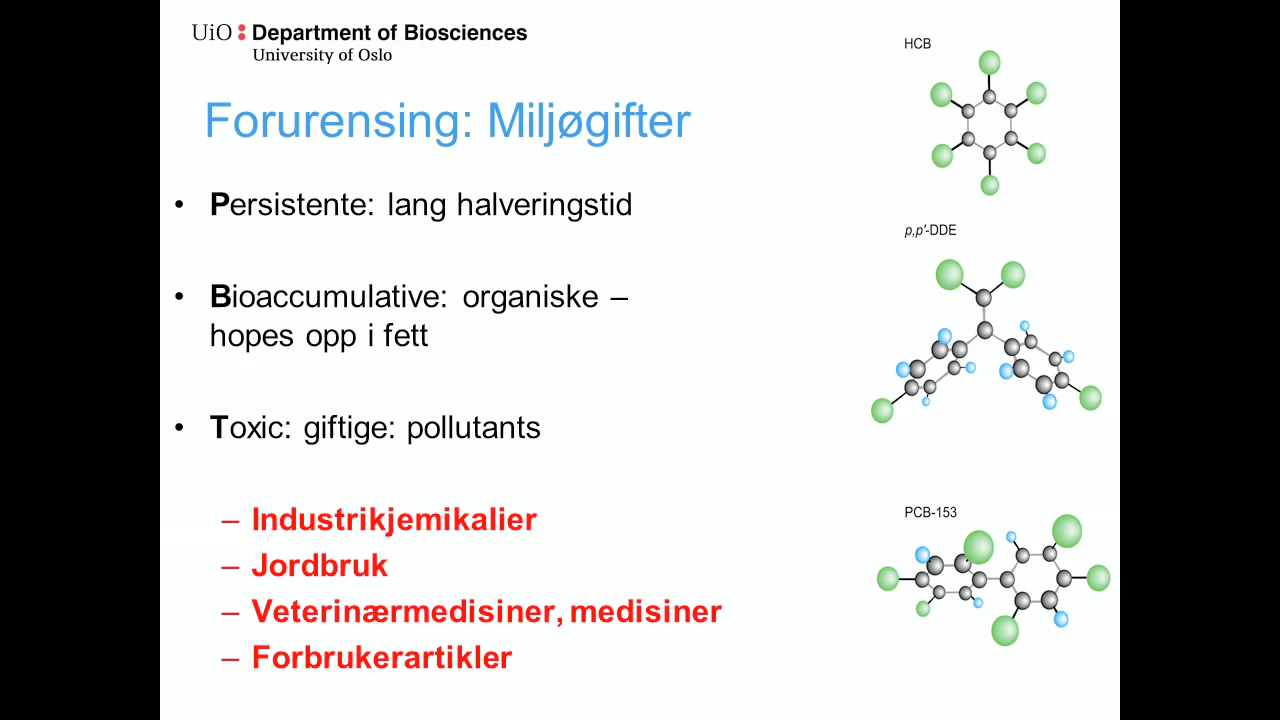 UiO : Department of Biosciences
University of Oslo
Forurensing: Miljøgifter
• Persistente: lang halveringstid
• Bioaccumulative: organiske –
hopes opp i fett
• Toxic: giftige: pollutants
– Industrikjemikalier
– Jordbruk
– Veterinærmedisiner, medisiner
– Forbrukerartikler
HCB
p,p'-DDE
PCB-153